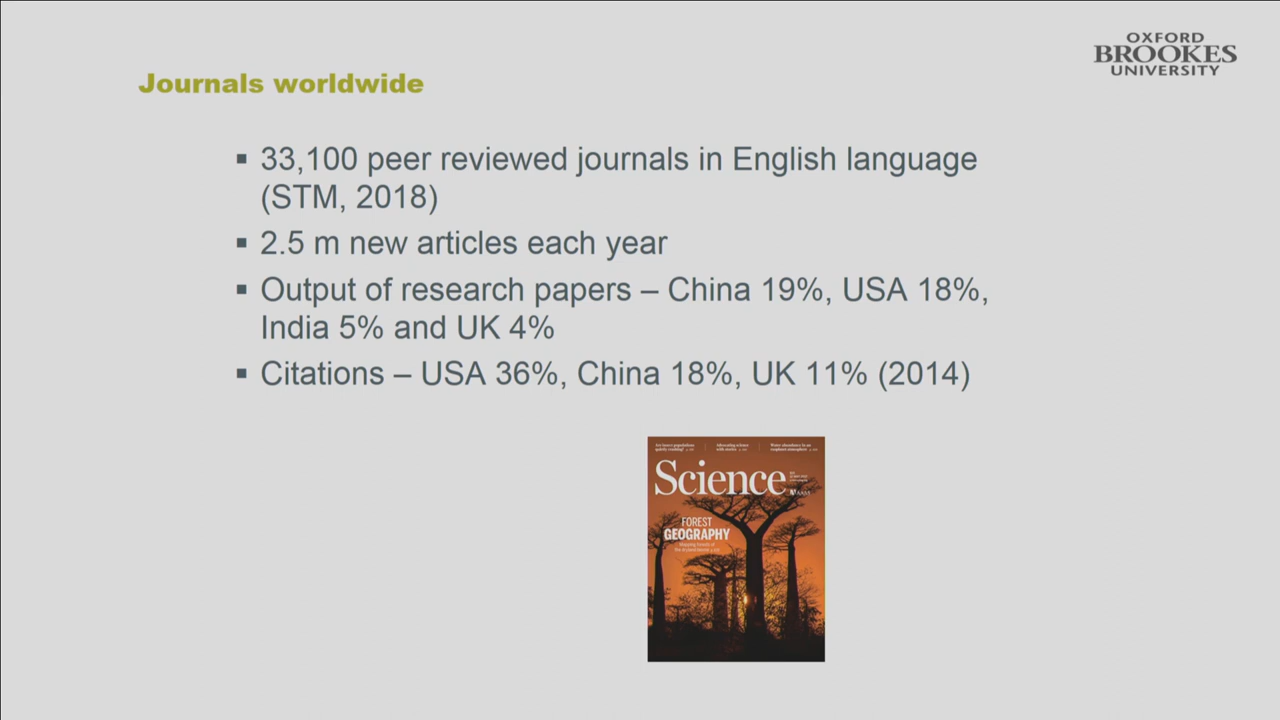 OXFORD
BROOKES
UNIVERSITY
Journals worldwide
▪ 33,100 peer reviewed journals in English language
(STM, 2018)
▪ 2.5 m new articles each year
▪ Output of research papers – China 19%, USA 18%,
India 5% and UK 4%
▪ Citations – USA 36%, China 18%, UK 11% (2014)
Science
FOREST
GEOGRAPHY